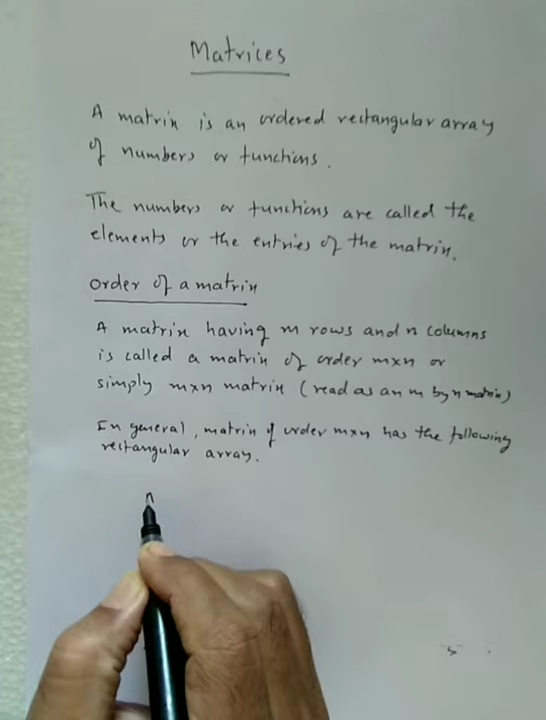 Matrices
A matrix is an ordered rectangular array
of numbers or functions.
The numbers or functions are called the
elements or the entries of the matrix.
Order of a matrix
A matrix having m rows and n columns
is called a matrix of order m×n or
simply m×n matrix (read as an m by n matrix)
In general, matrix of order m×n has the following
rectangular array.